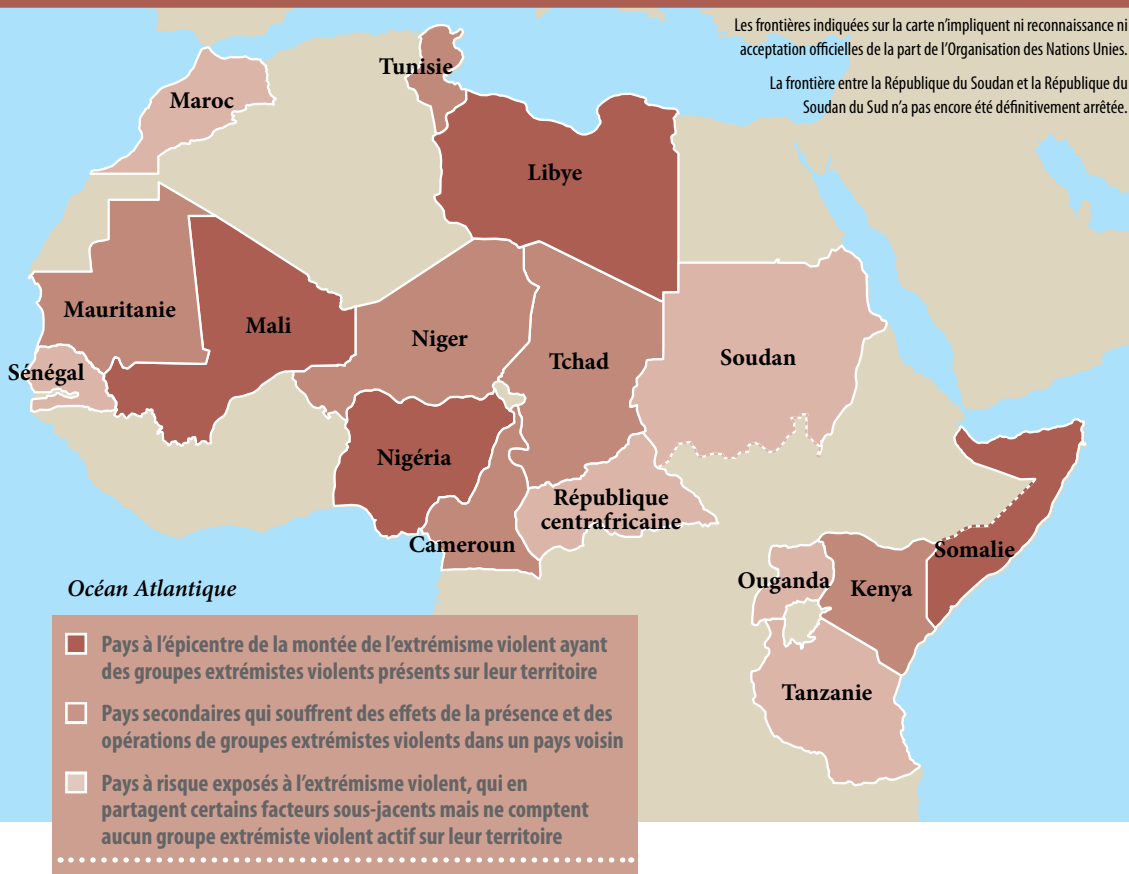 Les frontières indiquées sur la carte n’impliquent ni reconnaissance ni
acceptation officielles de la part de l’Organisation des Nations Unies.
La frontière entre la République du Soudan et la République du
Soudan du Sud n’a pas encore été définitivement arrêtée.
Tunisie
Maroc
Libye
Mauritanie
Mali
Niger
Tchad
Soudan
Sénégal
Nigéria
République
centrafricaine
Cameroun
Somalie
Ouganda
Kenya
Tanzanie
Océan Atlantique
Pays à l’épicentre de la montée de l’extrémisme violent ayant
des groupes extrémistes violents présents sur leur territoire
Pays secondaires qui souffrent des effets de la présence et des
opérations de groupes extrémistes violents dans un pays voisin
Pays à risque exposés à l’extrémisme violent, qui en
partagent certains facteurs sous-jacents mais ne comptent
aucun groupe extrémiste violent actif sur leur territoire